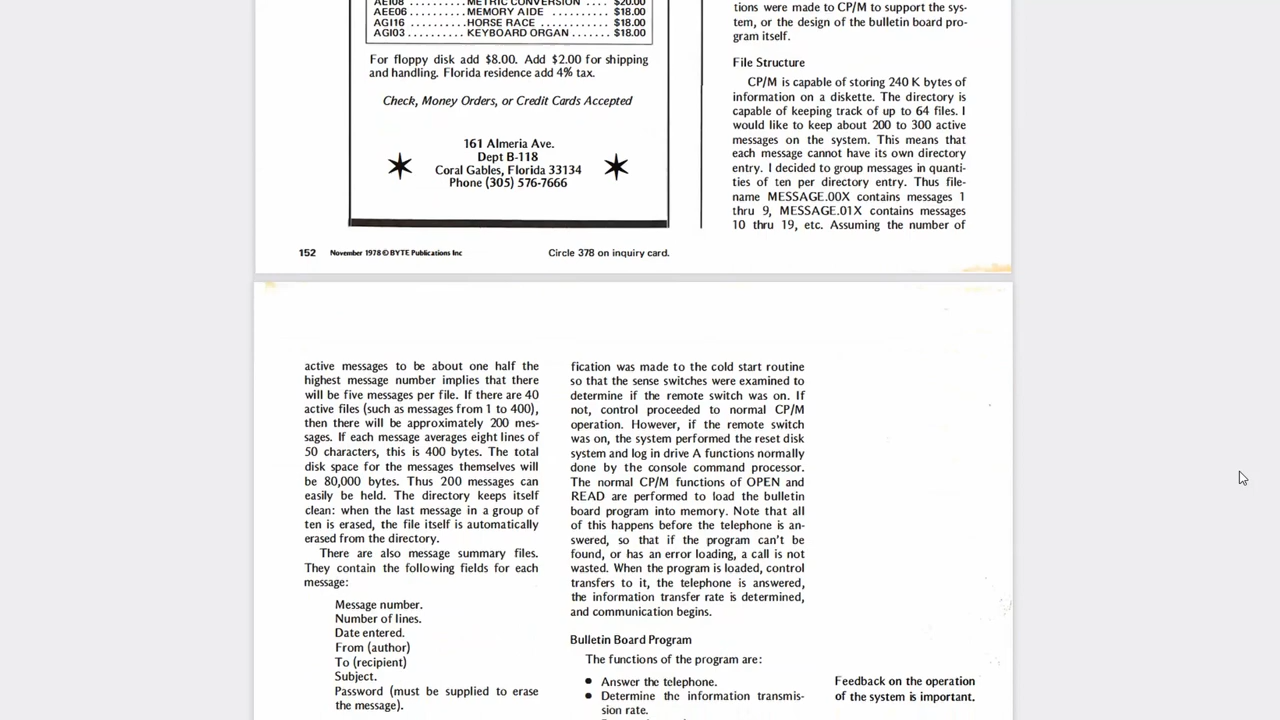 AEI08 . . . . . . . . . METRIC CONVERSION . . . . $20.00
AEE06 . . . . . . . . . MEMORY AIDE . . . . . . . . . . $18.00
AGI16 . . . . . . . . . HORSE RACE . . . . . . . . . . . . $18.00
AGI03 . . . . . . . . . . KEYBOARD ORGAN . . . . . . . $18.00
For floppy disk add $8.00. Add $2.00 for shipping
and handling. Florida residence add 4% tax.
Check, Money Orders, or Credit Cards Accepted
161 Almeria Ave.
Dept B-118
Coral Gables, Florida 33134
Phone (305) 576-7666
152 November 1978 © BYTE Publications Inc Circle 378 on inquiry card.
tions were made to CP/M to support the sys-
tem, or the design of the bulletin board pro-
gram itself.
File Structure
CP/M is capable of storing 240 K bytes of
information on a diskette. The directory is
capable of keeping track of up to 64 files. I
would like to keep about 200 to 300 active
messages on the system. This means that
each message cannot have its own directory
entry. I decided to group messages in quanti-
ties of ten per directory entry. Thus file-
name MESSAGE.00X contains messages 1
thru 9, MESSAGE.01X contains messages
10 thru 19, etc. Assuming the number of
active messages to be about one half the
highest message number implies that there
will be five messages per file. If there are 40
active files (such as messages from 1 to 400),
then there will be approximately 200 mes-
sages. If each message averages eight lines of
50 characters, this is 400 bytes. The total
disk space for the messages themselves will
be 80,000 bytes. Thus 200 messages can
easily be held. The directory keeps itself
clean: when the last message in a group of
ten is erased, the file itself is automatically
erased from the directory.
There are also message summary files.
They contain the following fields for each
message:
Message number.
Number of lines.
Date entered.
From (author)
To (recipient)
Subject.
Password (must be supplied to erase
the message).
fication was made to the cold start routine
so that the sense switches were examined to
determine if the remote switch was on. If
not, control proceeded to normal CP/M
operation. However, if the remote switch
was on, the system performed the reset disk
system and log in drive A functions normally
done by the console command processor.
The normal CP/M functions of OPEN and
READ are performed to load the bulletin
board program into memory. Note that all
of this happens before the telephone is an-
swered, so that if the program can't be
found, or has an error loading, a call is not
wasted. When the program is loaded, control
transfers to it, the telephone is answered,
the information transfer rate is determined,
and communication begins.
Bulletin Board Program
The functions of the program are:
• Answer the telephone.
• Determine the information transmis-
sion rate.
Feedback on the operation
of the system is important.